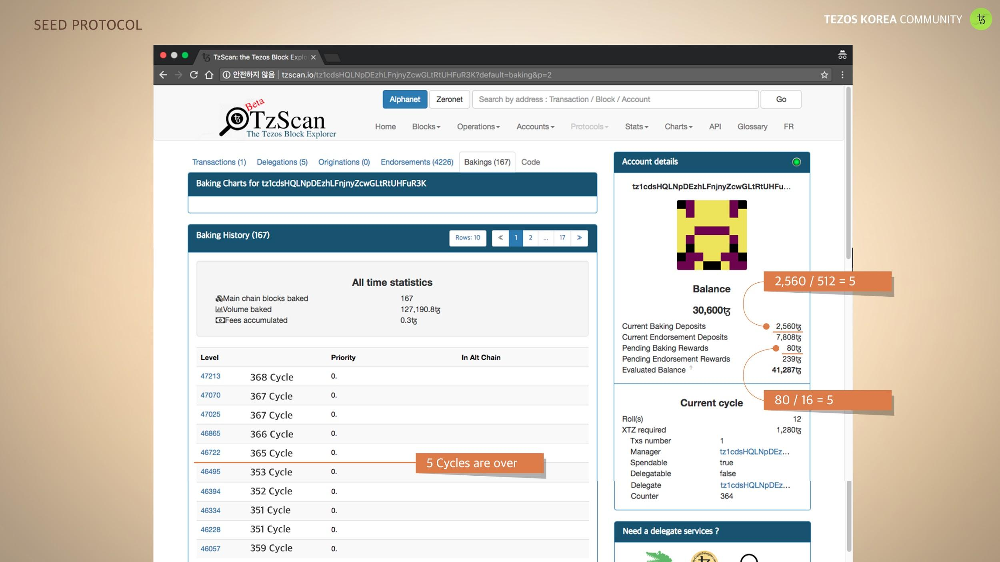 SEED PROTOCOL
TEZOS KOREA COMMUNITY
TzScan: the Tezos Block Explo
안전하지 않음 | tzscan.io/tz1cdsHQLNpDEzhLFnjnyZcwGLtRtUHFuR3K?default=baking&p=2
Alphanet Zeronet Search by address : Transaction / Block / Account Go
Beta
TzScan
The Tezos Block Explorer
Home Blocks Operations Accounts Protocols Stats Charts API Glossary FR
Transactions (1) Delegations (5) Originations (0) Endorsements (4226) Bakings (167) Code
Baking Charts for tz1cdsHQLNpDEzhLFnjnyZcwGLtRtUHFuR3K
Baking History (167) Rows: 10 < 1 2 ... 17 >
All time statistics
Main chain blocks baked 167
Volume baked 127,190.8ꜩ
Fees accumulated 0.3ꜩ
Level Priority In Alt Chain
47213 368 Cycle 0.
47070 367 Cycle 0.
47025 367 Cycle 0.
46865 366 Cycle 0.
46722 365 Cycle 0.
5 Cycles are over
46495 353 Cycle 0.
46394 352 Cycle 0.
46334 351 Cycle 0.
46228 351 Cycle 0.
46057 359 Cycle 0.
Account details
tz1cdsHQLNpDEzhLFnjnyZcwGLtRtUHFu...
2,560 / 512 = 5
Balance
30,600ꜩ
Current Baking Deposits 2,560ꜩ
Current Endorsement Deposits 7,808ꜩ
Pending Baking Rewards 80ꜩ
Pending Endorsement Rewards 239ꜩ
Evaluated Balance ? 41,287ꜩ
80 / 16 = 5
Current cycle
Roll(s) 12
XTZ required 1,280ꜩ
Txs number 1
Manager tz1cdsHQLNpDEz...
Spendable true
Delegatable false
Delegate tz1cdsHQLNpDEz...
Counter 364
Need a delegate services ?